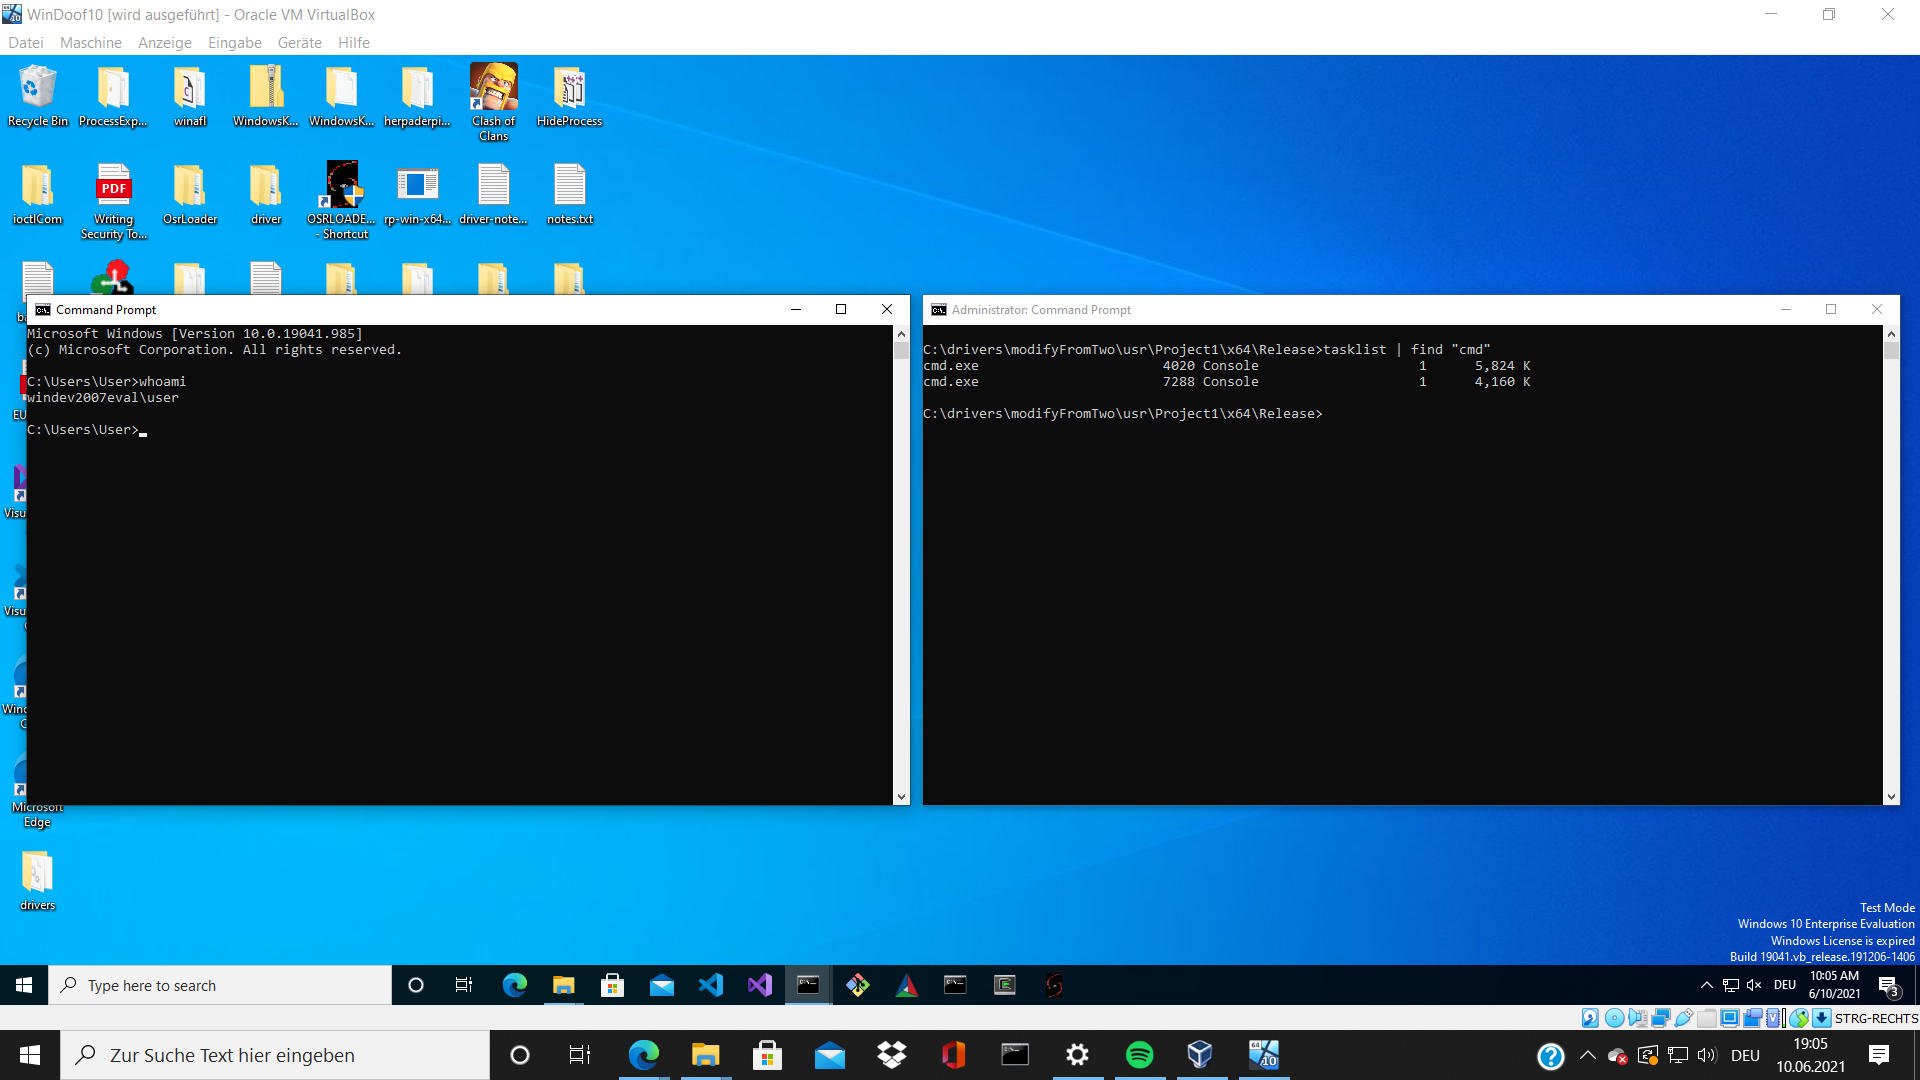 WinDoof10 [wird ausgeführt] - Oracle VM VirtualBox
Datei Maschine Anzeige Eingabe Geräte Hilfe
Recycle Bin ProcessExp... winafl WindowsK... WindowsK... herpaderpi... Clash of Clans HideProcess
ioctlCom Writing Security To... OsrLoader driver OSRLOADE... - Shortcut rp-win-x64... driver-note... notes.txt
PDF
Command Prompt
Microsoft Windows [Version 10.0.19041.985]
(c) Microsoft Corporation. All rights reserved.
C:\Users\User>whoami
windev2007eval\user
C:\Users\User>
Administrator: Command Prompt
C:\drivers\modifyFromTwo\usr\Project1\x64\Release>tasklist | find "cmd"
cmd.exe 4020 Console 1 5,824 K
cmd.exe 7288 Console 1 4,160 K
C:\drivers\modifyFromTwo\usr\Project1\x64\Release>
Microsoft Edge
drivers
Test Mode
Windows 10 Enterprise Evaluation
Windows License is expired
Build 19041.vb_release.191206-1406
Type here to search
DEU
10:05 AM
6/10/2021
3
STRG-RECHTS
Zur Suche Text hier eingeben
64
10
DEU
19:05
10.06.2021